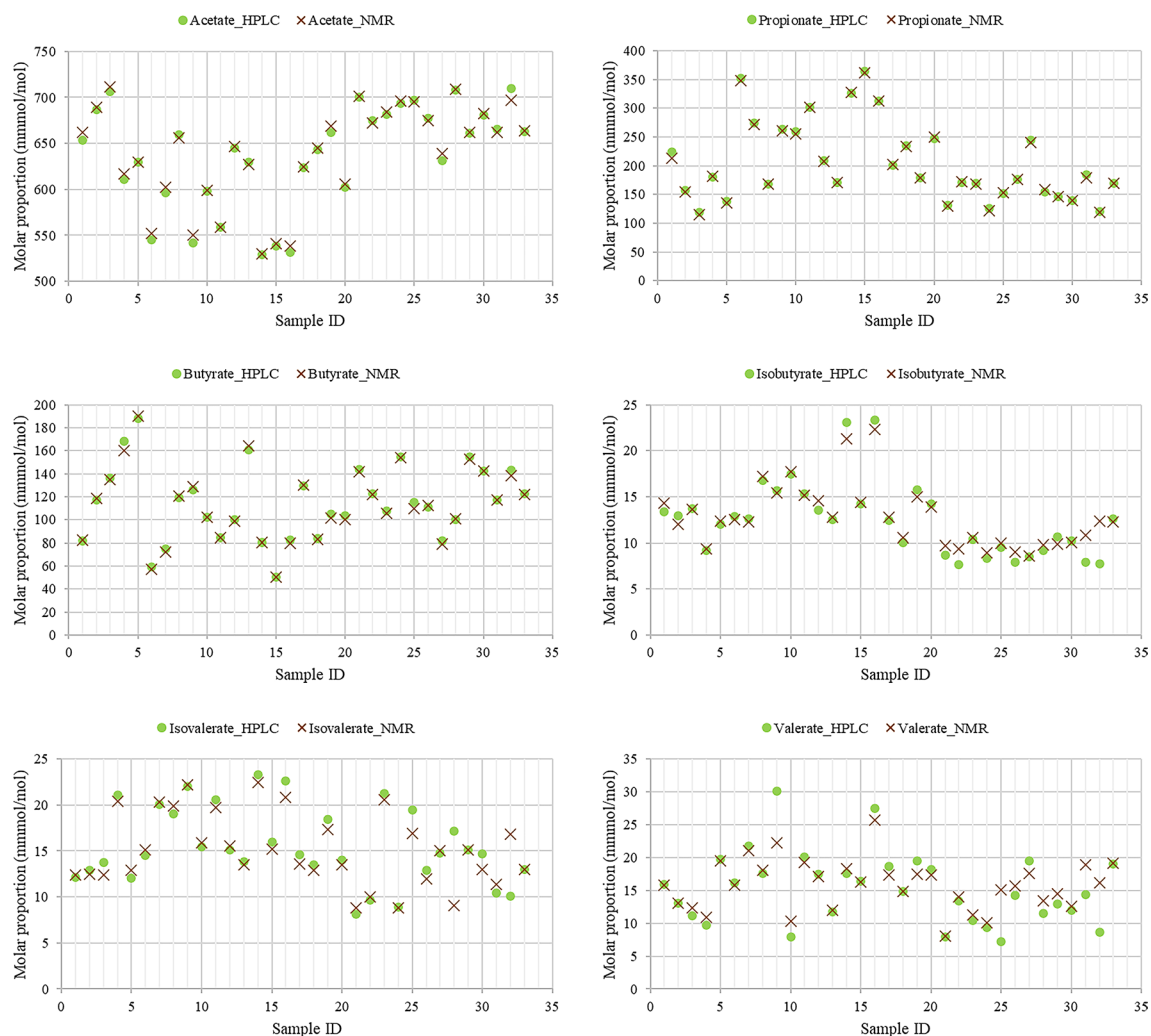 Acetate_HPLC Acetate_NMR
Molar proportion (mmmol/mol)
750
700
650
600
550
500
0 5 10 15 20 25 30 35
Sample ID
Propionate_HPLC Propionate_NMR
Molar proportion (mmmol/mol)
400
350
300
250
200
150
100
50
0
0 5 10 15 20 25 30 35
Sample ID
Butyrate_HPLC Butyrate_NMR
Molar proportion (mmmol/mol)
200
180
160
140
120
100
80
60
40
20
0
0 5 10 15 20 25 30 35
Sample ID
Isobutyrate_HPLC Isobutyrate_NMR
Molar proportion (mmmol/mol)
25
20
15
10
5
0
0 5 10 15 20 25 30 35
Sample ID
Isovalerate_HPLC Isovalerate_NMR
Molar proportion (mmmol/mol)
25
20
15
10
5
0
0 5 10 15 20 25 30 35
Sample ID
Valerate_HPLC Valerate_NMR
Molar proportion (mmmol/mol)
35
30
25
20
15
10
5
0
0 5 10 15 20 25 30 35
Sample ID